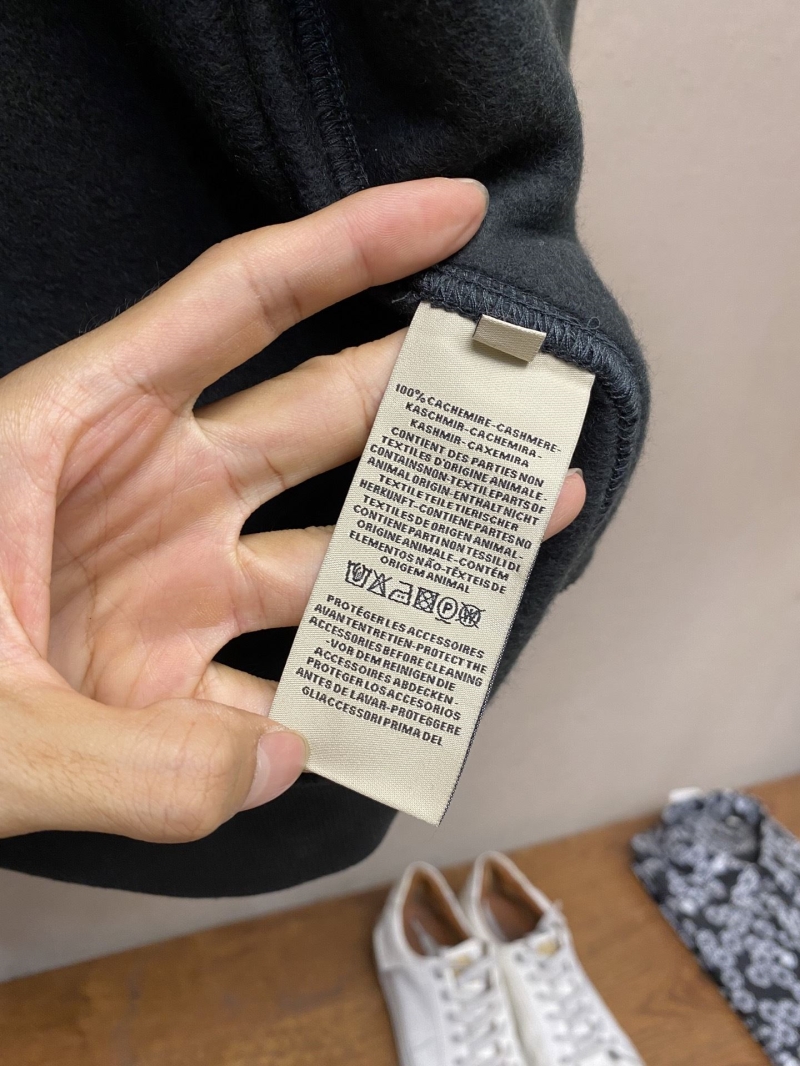 100% CACHEMIRE-CASHMERE-
KASCHMIR-CACHEMIRA-
KASHMIR-CAXEMIRA
CONTIENT DES PARTIES NON
TEXTILES D'ORIGINE ANIMALE-
CONTAINS NON-TEXTILE PARTS OF
ANIMAL ORIGIN-ENTHALT NICHT
TEXTILE TEILE TIERISCHER
HERKUNFT-CONTIENE PARTES NO
TEXTILES DE ORIGEN ANIMAL-
CONTIENE PARTI NON TESSILI DI
ORIGINE ANIMALE-CONTÉM
ELEMENTOS NÃO-TÊXTEIS DE
ORIGEM ANIMAL
P
PROTÉGER LES ACCESSOIRES
AVANT ENTRETIEN-PROTECT THE
ACCESSORIES BEFORE CLEANING
-VOR DEM REINIGEN DIE
ACCESSOIRES ABDECKEN-
PROTEGER LOS ACCESORIOS
ANTES DE LAVAR-PROTEGGERE
GLI ACCESSORI PRIMA DEL